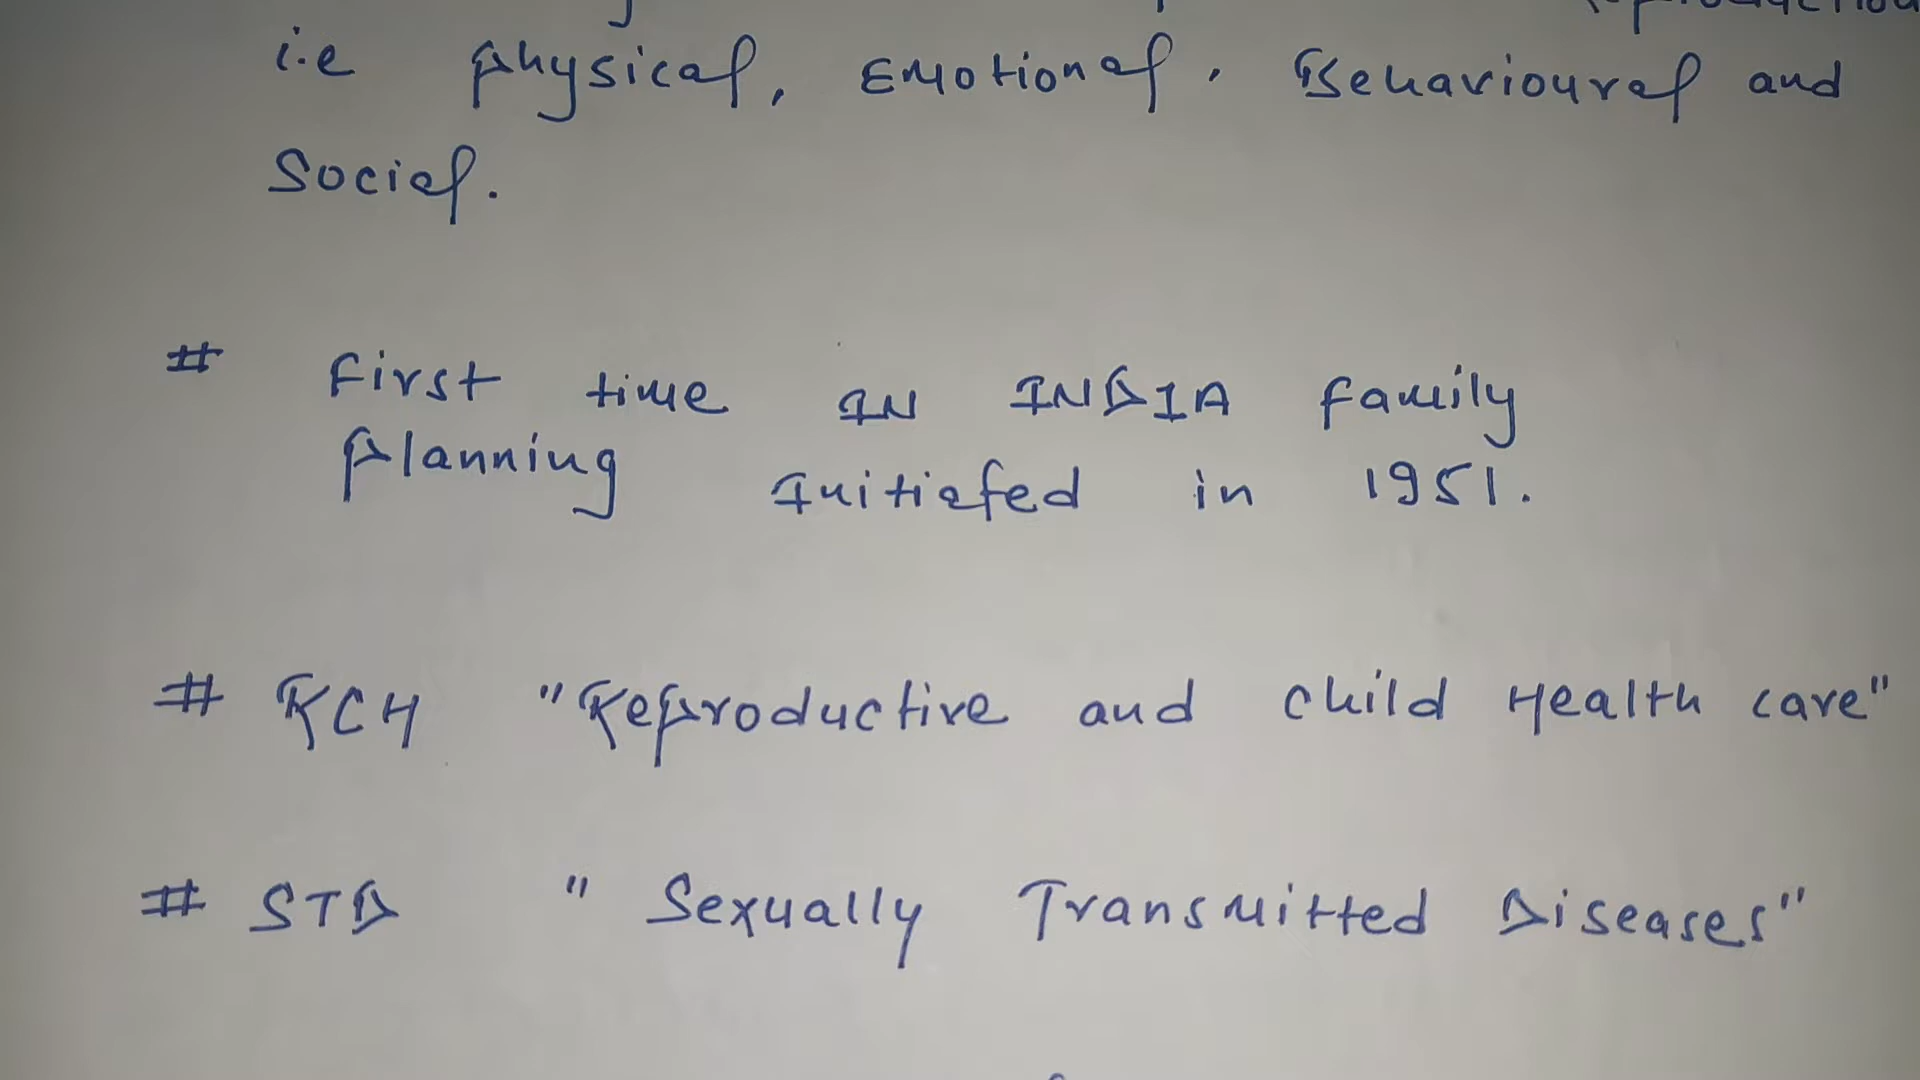 i.e physical, Emotional, Behavioural and
Social.
# First time IN INDIA family
planning Initiated in 1951.
# RCH "Reproductive and child Health care"
# STD "Sexually Transmitted Diseases"